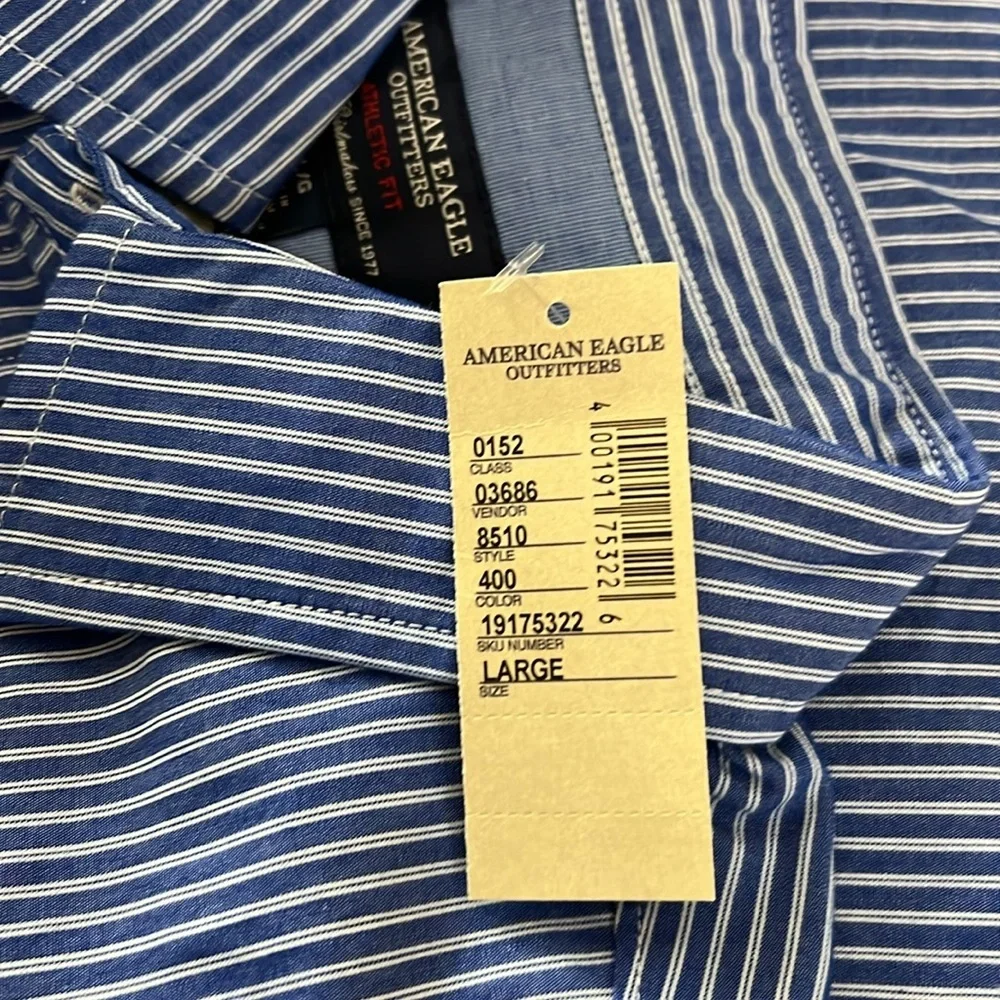 AMERICAN EAGLE
OUTFITTERS
ATHLETIC FIT
SINCE 1977
/G
AMERICAN EAGLE
OUTFITTERS
0152
CLASS
03686
VENDOR
8510
STYLE
400
COLOR
19175322
SKU NUMBER
LARGE
SIZE
4 00191 75322 6